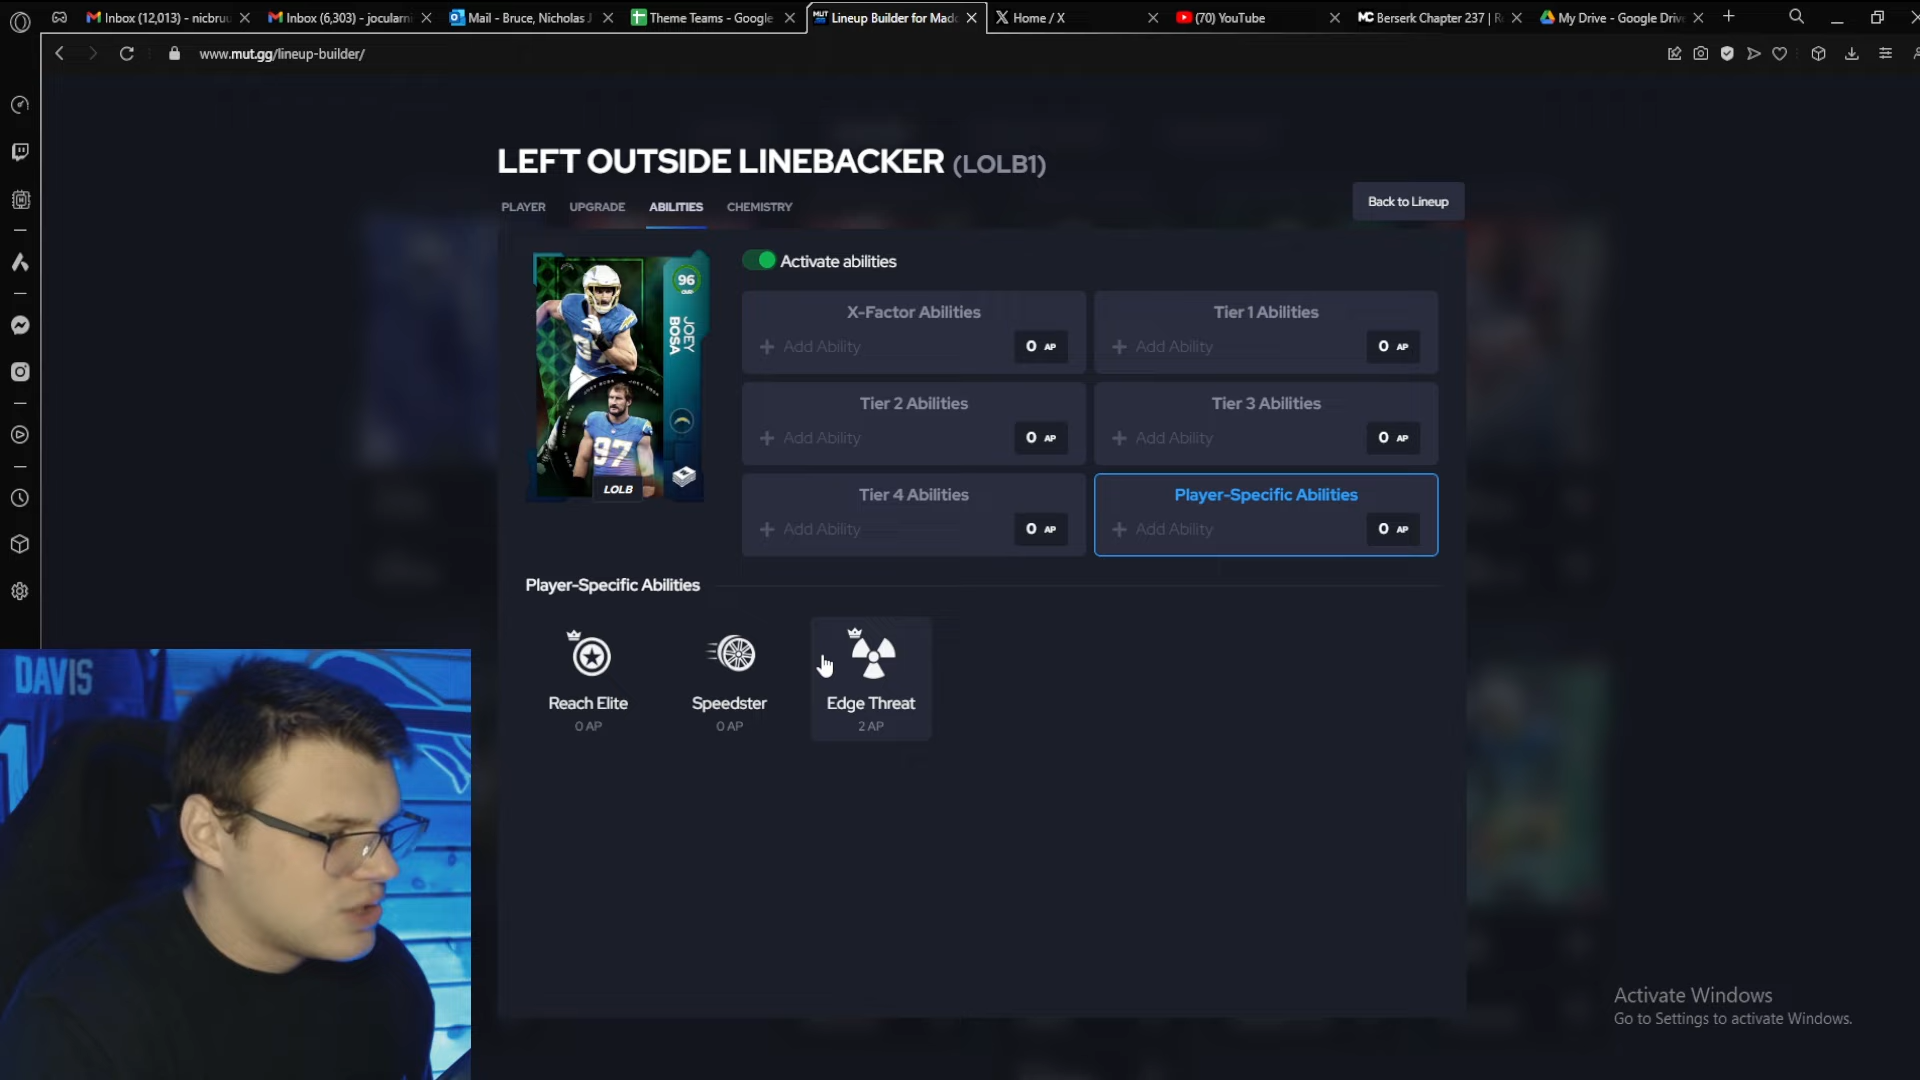 Inbox (12,013) - nicbru
Inbox (6,303) - jocularn
Mail - Bruce, Nicholas J
Theme Teams - Google
MUT Lineup Builder for Madd
Home / X
(70) YouTube
MC Berserk Chapter 237 | R
My Drive - Google Driv
www.mut.gg/lineup-builder/
LEFT OUTSIDE LINEBACKER (LOLB1)
PLAYER UPGRADE ABILITIES CHEMISTRY
Back to Lineup
96
OVR
JOEY BOSA
97
LOLB
Activate abilities
X-Factor Abilities
Add Ability 0 AP
Tier 1 Abilities
Add Ability 0 AP
Tier 2 Abilities
Add Ability 0 AP
Tier 3 Abilities
Add Ability 0 AP
Tier 4 Abilities
Add Ability 0 AP
Player-Specific Abilities
Add Ability 0 AP
Player-Specific Abilities
Reach Elite
0 AP
Speedster
0 AP
Edge Threat
2 AP
DAVIS
Activate Windows
Go to Settings to activate Windows.